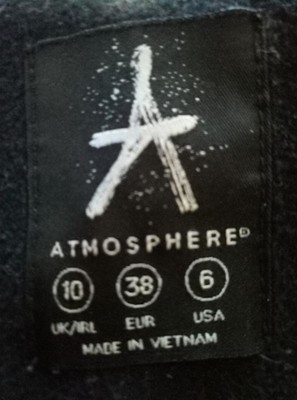 A
ATMOSPHERE®
10 38 6
UK/IRL EUR USA
MADE IN VIETNAM